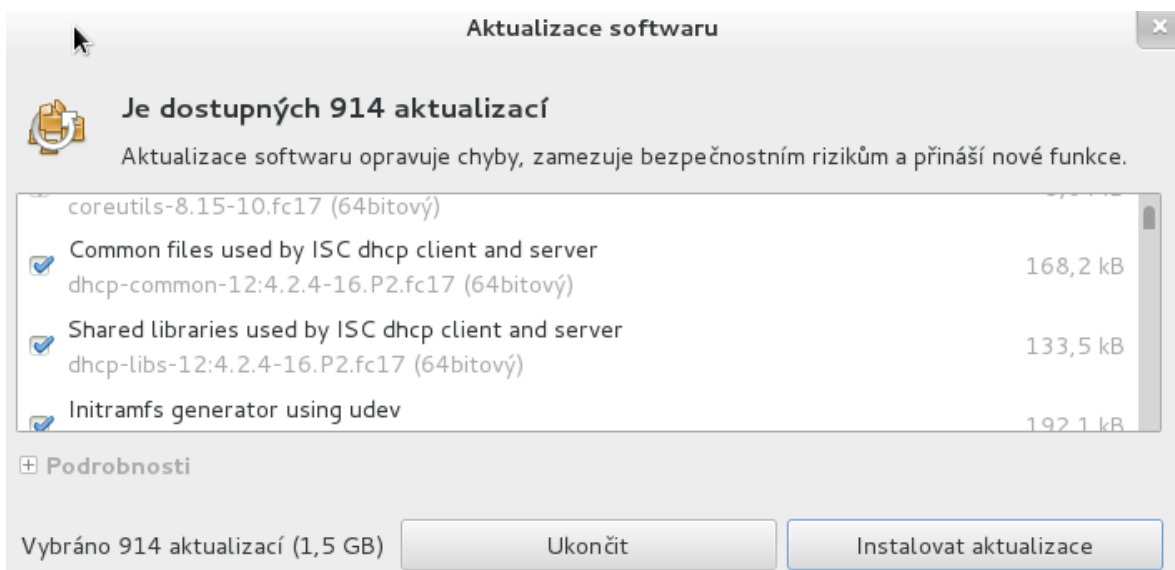 Aktualizace softwaru
Je dostupných 914 aktualizací
Aktualizace softwaru opravuje chyby, zamezuje bezpečnostním rizikům a přináší nové funkce.
coreutils-8.15-10.fc17 (64bitový)
Common files used by ISC dhcp client and server
168,2 kB
dhcp-common-12:4.2.4-16.P2.fc17 (64bitový)
Shared libraries used by ISC dhcp client and server
133,5 kB
dhcp-libs-12:4.2.4-16.P2.fc17 (64bitový)
Initramfs generator using udev
192,1 kB
Podrobnosti
Vybráno 914 aktualizací (1,5 GB)
Ukončit
Instalovat aktualizace